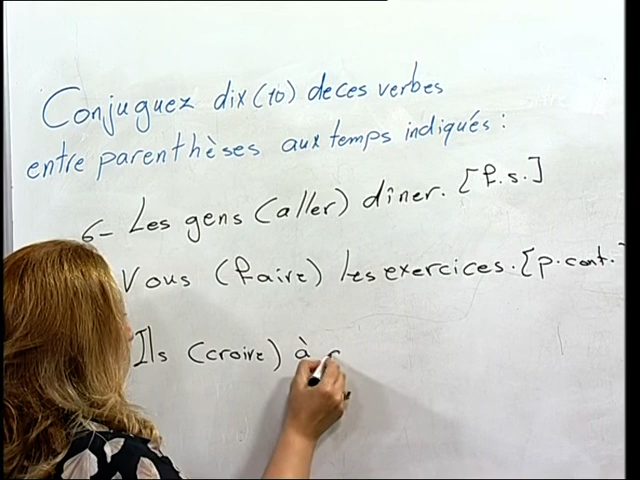 Conjuguez dix (10) de ces verbes
entre parenthèses aux temps indiqués :
6- Les gens (aller) dîner. [f.s.]
Vous (faire) les exercices. [p.cont.
Ils (croire) à